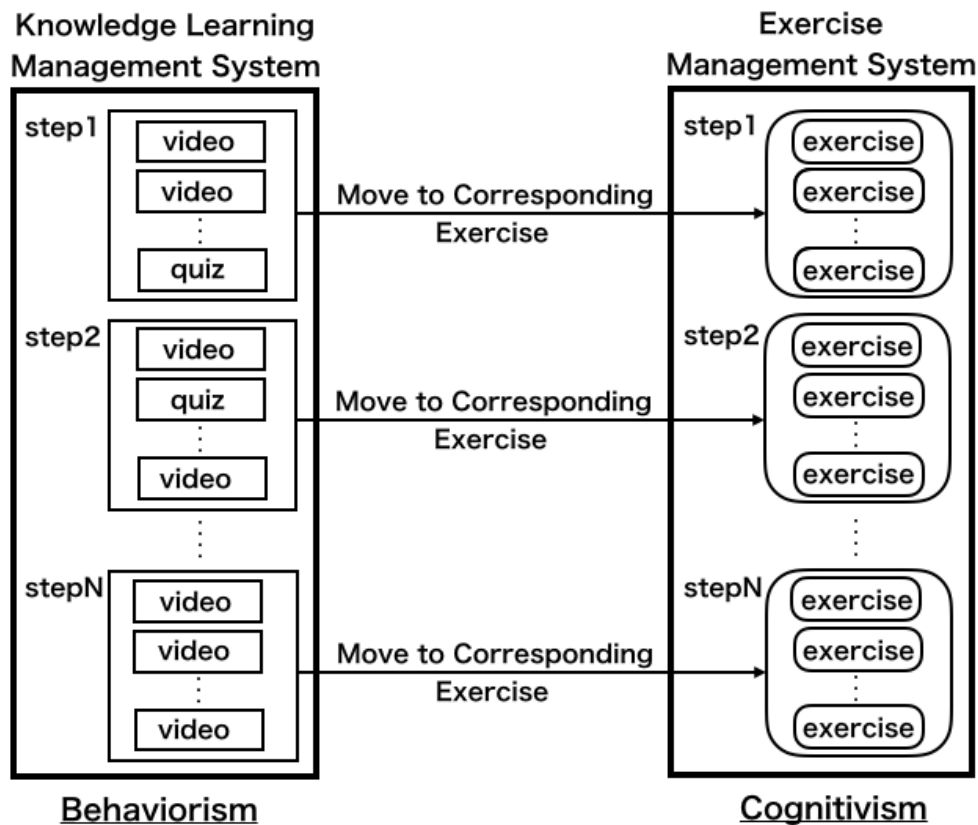 Knowledge Learning
Management System
step1
video
video
quiz
step2
video
quiz
video
stepN
video
video
video
Behaviorism
Move to Corresponding
Exercise
Move to Corresponding
Exercise
Move to Corresponding
Exercise
Exercise
Management System
step1
exercise
exercise
exercise
step2
exercise
exercise
exercise
stepN
exercise
exercise
exercise
Cognitivism